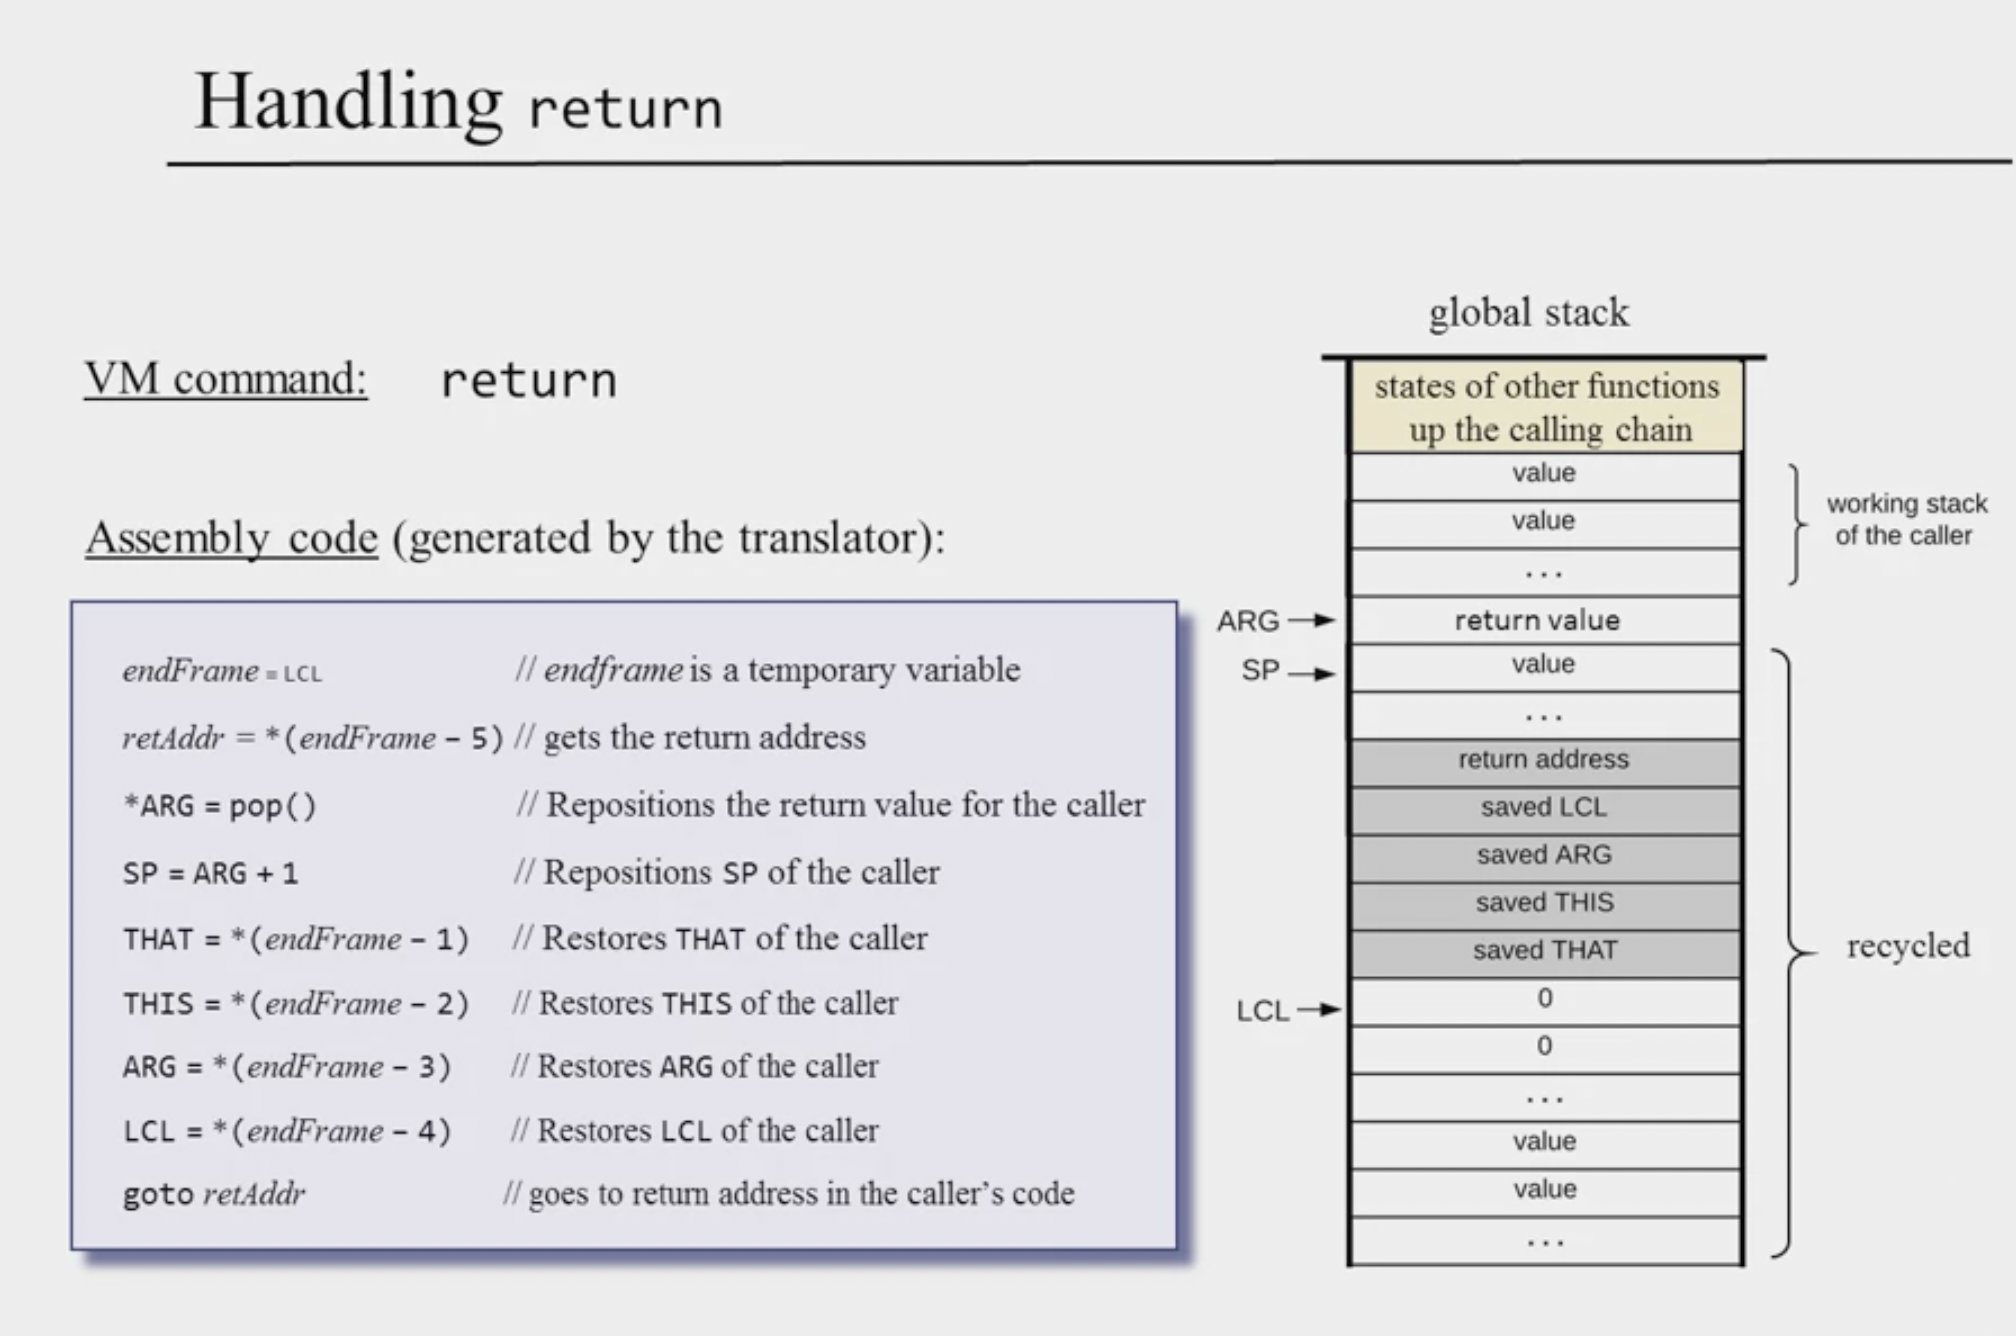 Handling return
VM command: return
Assembly code (generated by the translator):
endFrame = LCL // endframe is a temporary variable
retAddr = *(endFrame – 5) // gets the return address
*ARG = pop() // Repositions the return value for the caller
SP = ARG + 1 // Repositions SP of the caller
THAT = *(endFrame – 1) // Restores THAT of the caller
THIS = *(endFrame – 2) // Restores THIS of the caller
ARG = *(endFrame – 3) // Restores ARG of the caller
LCL = *(endFrame – 4) // Restores LCL of the caller
goto retAddr // goes to return address in the caller’s code
global stack
states of other functions
up the calling chain
value
value
...
working stack
of the caller
ARG
return value
SP
value
...
return address
saved LCL
saved ARG
saved THIS
saved THAT
recycled
LCL
0
0
...
value
value
...